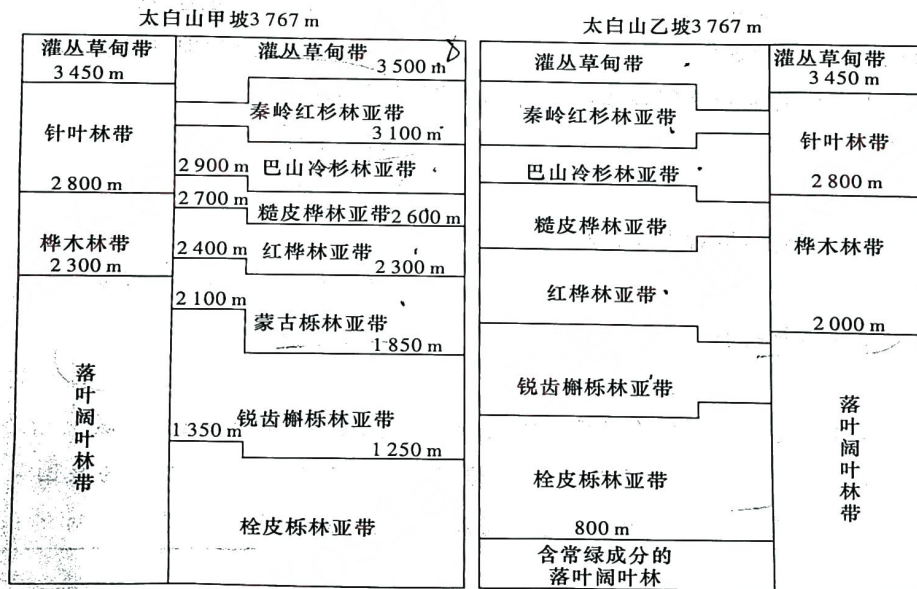 太白山甲坡3 767 m
灌丛草甸带
3 450 m
针叶林带
2 800 m
桦木林带
2 300 m
落叶阔叶林带
灌丛草甸带
3 500 m
秦岭红杉林亚带
3 100 m
2 900 m
巴山冷杉林亚带
2 700 m
糙皮桦林亚带2 600 m
2 400 m
红桦林亚带
2 300 m
2 100 m
蒙古栎林亚带
1 850 m
锐齿槲栎林亚带
1 350 m
1 250 m
栓皮栎林亚带
太白山乙坡3 767 m
灌丛草甸带
秦岭红杉林亚带
巴山冷杉林亚带
糙皮桦林亚带
红桦林亚带
锐齿槲栎林亚带
栓皮栎林亚带
800 m
含常绿成分的
落叶阔叶林
灌丛草甸带
3 450 m
针叶林带
2 800 m
桦木林带
2 000 m
落叶阔叶林带